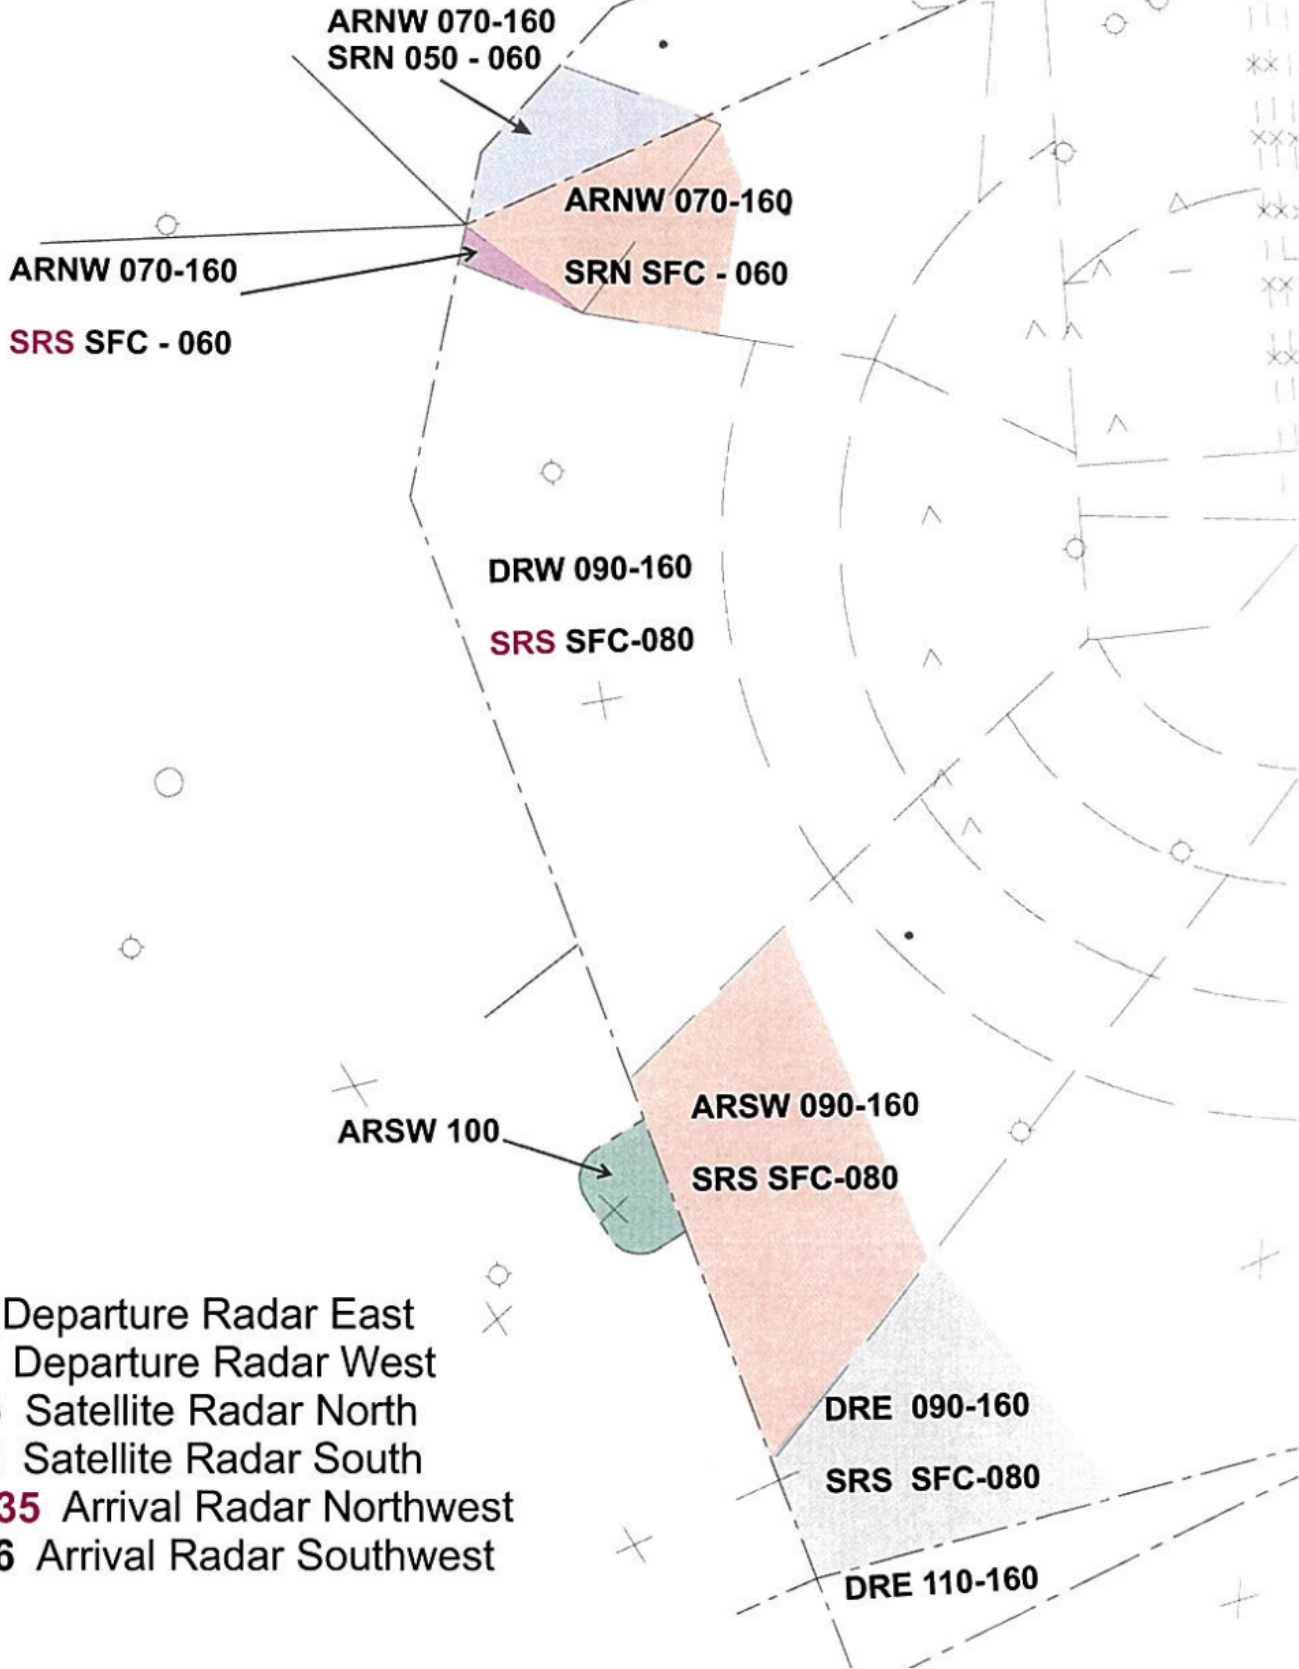 ARNW 070-160
SRN 050 - 060
ARNW 070-160
SRN SFC - 060
ARNW 070-160
SRS SFC - 060
DRW 090-160
SRS SFC-080
ARSW 090-160
SRS SFC-080
ARSW 100
Departure Radar East
Departure Radar West
Satellite Radar North
Satellite Radar South
35 Arrival Radar Northwest
6 Arrival Radar Southwest
DRE 090-160
SRS SFC-080
DRE 110-160